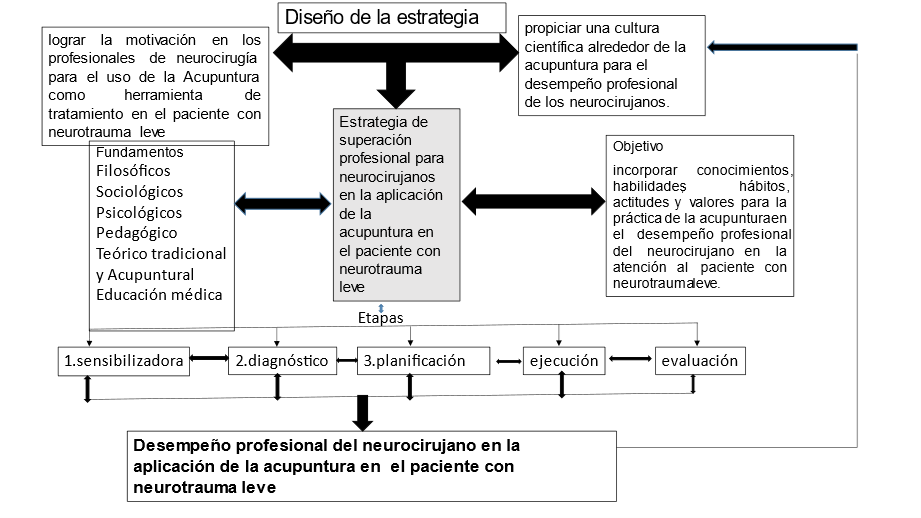 Diseño de la estrategia
lograr la motivación en los
profesionales de neurocirugía
para el uso de la Acupuntura
como herramienta de
tratamiento en el paciente con
neurotrauma leve
propiciar una cultura
científica alrededor de la
acupuntura para el
desempeño profesional
de los neurocirujanos.
Fundamentos
Filosóficos
Sociológicos
Psicológicos
Pedagógico
Teórico tradicional
y Acupuntural
Educación médica
Estrategia de
superación
profesional para
neurocirujanos
en la aplicación
de la
acupuntura en
el paciente con
neurotrauma
leve
Objetivo
incorporar conocimientos,
habilidades hábitos,
actitudes y valores para la
práctica de la acupunturaen
el desempeño profesional
del neurocirujano en la
atención al paciente con
neurotraumaleve.
Etapas
1.sensibilizadora
2.diagnóstico
3.planificación
ejecución
evaluación
Desempeño profesional del neurocirujano en la
aplicación de la acupuntura en el paciente con
neurotrauma leve